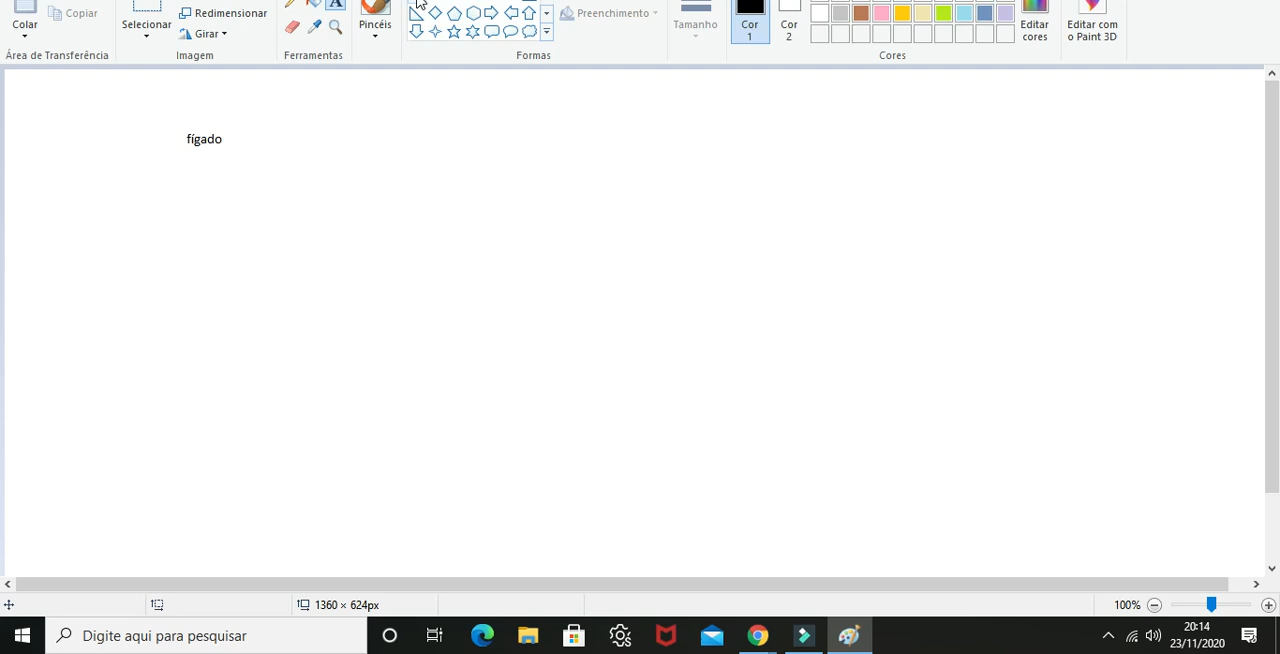 Redimensionar
Colar
Copiar
Selecionar
Girar
Pincéis
Preenchimento
Tamanho
Cor
1
Cor
2
Editar
cores
Editar com
o Paint 3D
Área de Transferência
Imagem
Ferramentas
Formas
Cores
fígado
1360 × 624px
100%
Digite aqui para pesquisar
20:14
23/11/2020